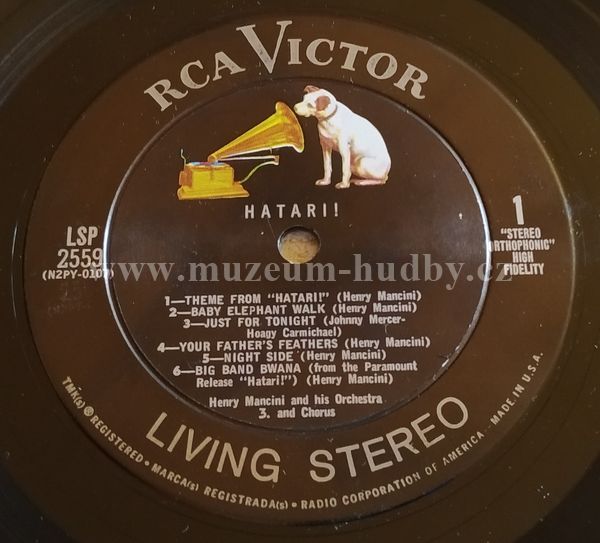 RCA VICTOR
HATARI!
LSP
2559
1
"STEREO
ORTHOPHONIC"
HIGH
FIDELITY
www.muzeum-hudby.cz
1—THEME FROM "HATARI!" (Henry Mancini)
2—BABY ELEPHANT WALK (Henry Mancini)
3—JUST FOR TONIGHT (Johnny Mercer-
Hoagy Carmichael)
4—YOUR FATHER'S FEATHERS (Henry Mancini)
5—NIGHT SIDE (Henry Mancini)
6—BIG BAND BWANA (from the Paramount
Release "Hatari!") (Henry Mancini)
Henry Mancini and his Orchestra
3. and Chorus
LIVING STEREO
TMK(s) ® REGISTERED • MARCA(s) REGISTRADA(s) • RADIO CORPORATION OF AMERICA - MADE IN U.S.A.